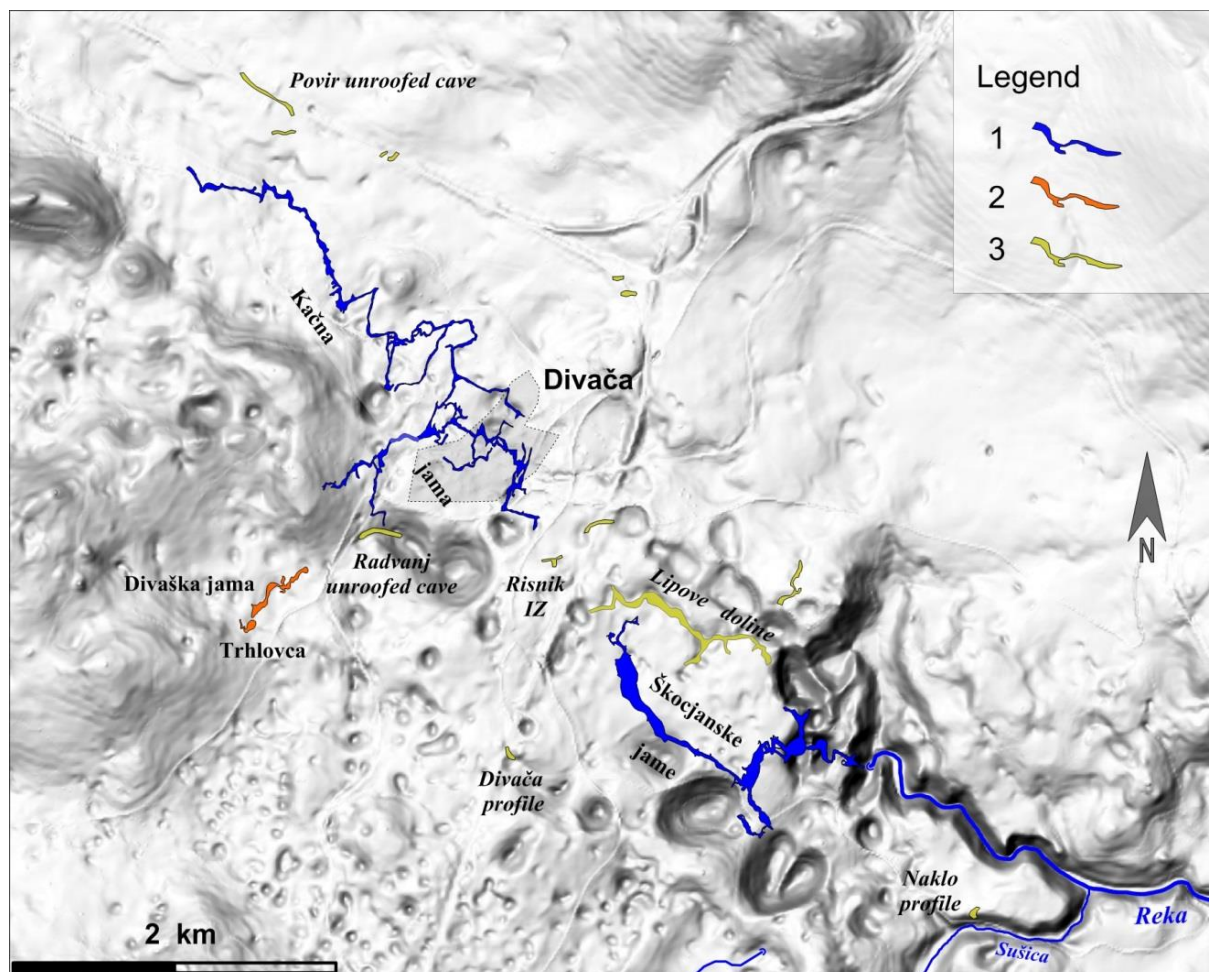 Povir unroofed cave
Legend
1
2
3
Kačna
Divača
jama
Divaška jama
Radvanj
unroofed cave
Trhlovca
Risnik
IZ
Lipove doline
Škocjanske
jame
N
Divača
profile
Naklo
profile
Reka
Sušica
2 km